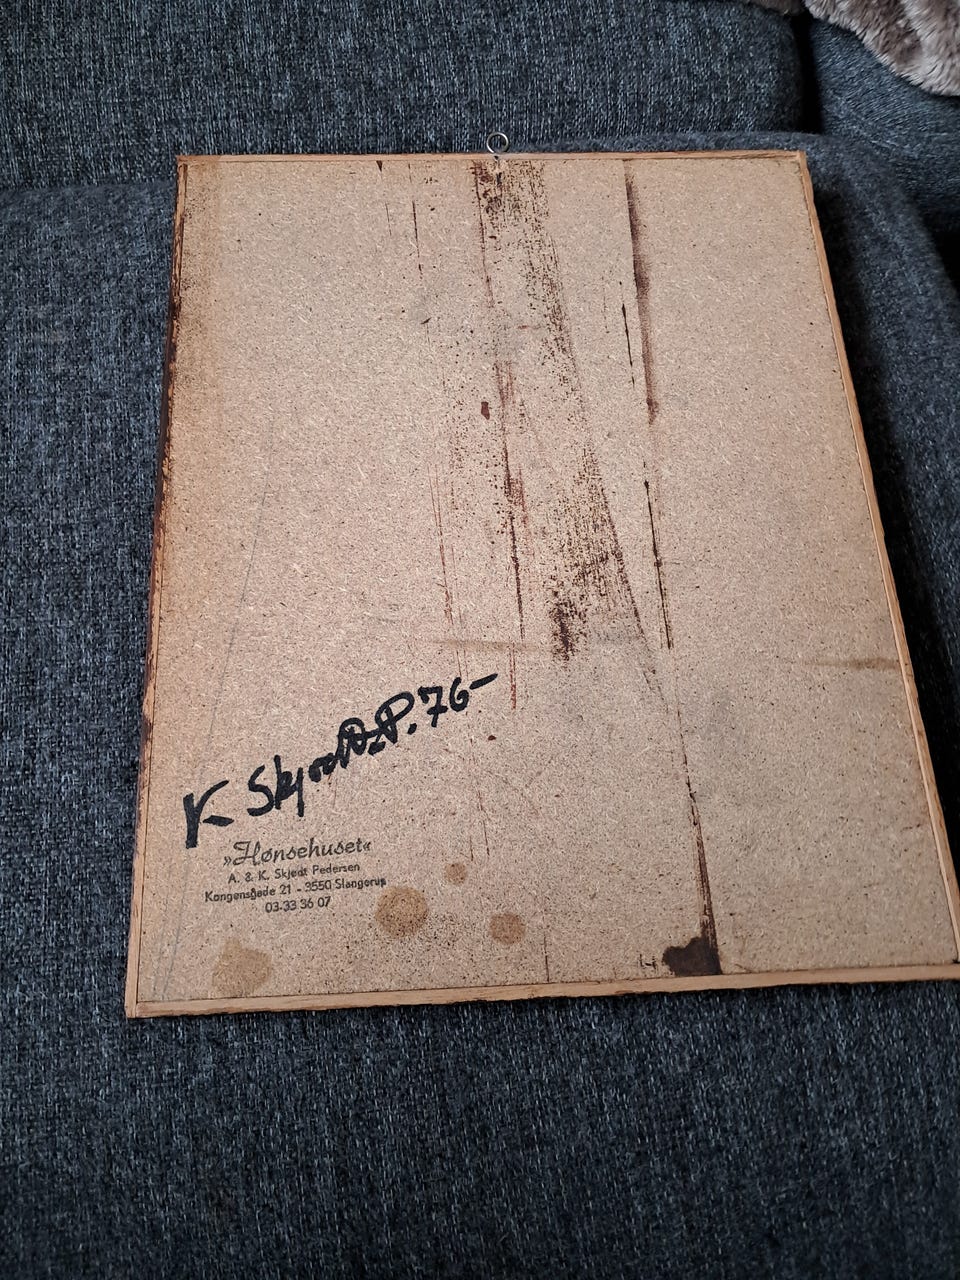 K Skjødt P. 76-
»Hønsehuset«
A. & K. Skjødt Pedersen
Kongensgade 21 - 3550 Slangerup
03-33 36 07